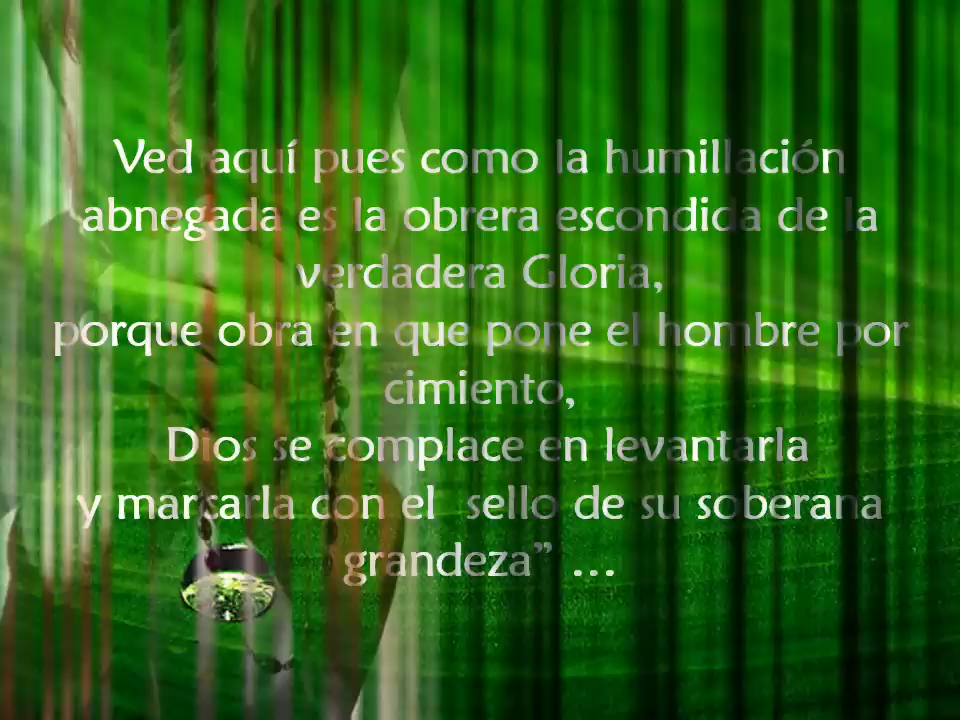 Ved aquí pues como la humillación
abnegada es la obrera escondida de la
verdadera Gloria,
porque obra en que pone el hombre por
cimiento,
Dios se complace en levantarla
y marcarla con el sello de su soberana
grandeza” ...